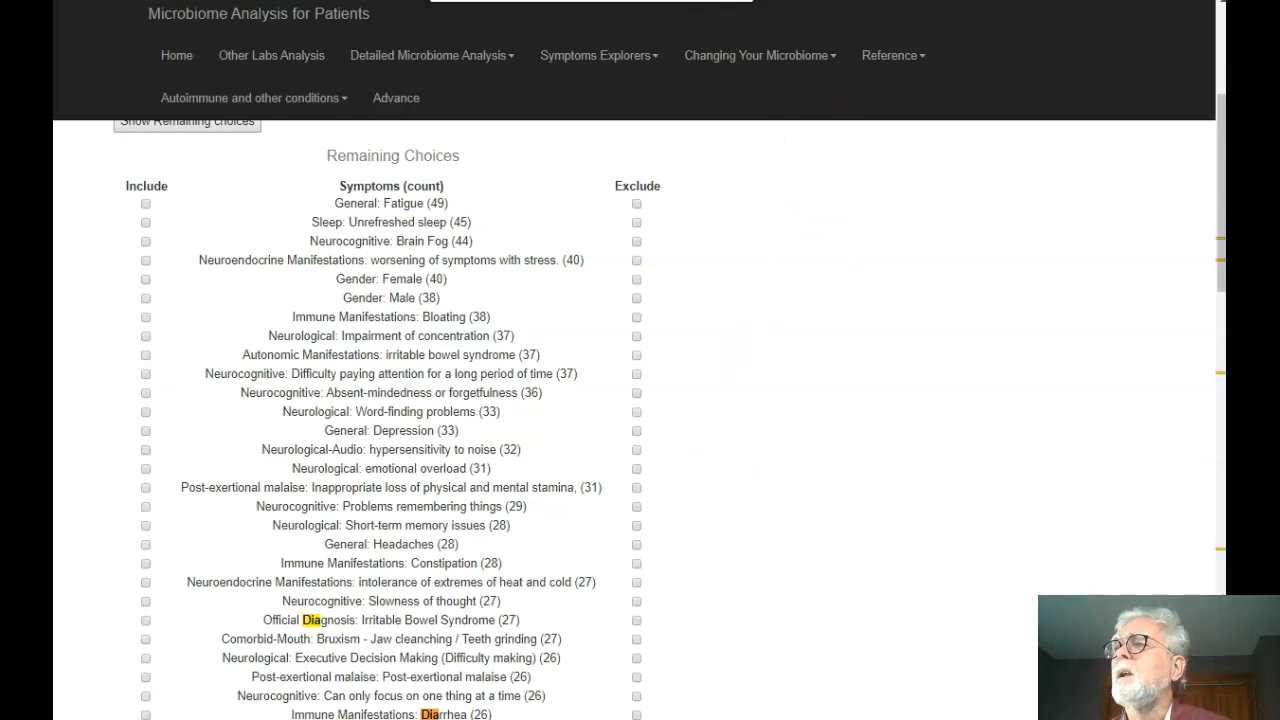 Microbiome Analysis for Patients
Home Other Labs Analysis Detailed Microbiome Analysis Symptoms Explorers Changing Your Microbiome Reference
Autoimmune and other conditions Advance
Show Remaining choices
Remaining Choices
Include Symptoms (count) Exclude
General: Fatigue (49)
Sleep: Unrefreshed sleep (45)
Neurocognitive: Brain Fog (44)
Neuroendocrine Manifestations: worsening of symptoms with stress. (40)
Gender: Female (40)
Gender: Male (38)
Immune Manifestations: Bloating (38)
Neurological: Impairment of concentration (37)
Autonomic Manifestations: irritable bowel syndrome (37)
Neurocognitive: Difficulty paying attention for a long period of time (37)
Neurocognitive: Absent-mindedness or forgetfulness (36)
Neurological: Word-finding problems (33)
General: Depression (33)
Neurological-Audio: hypersensitivity to noise (32)
Neurological: emotional overload (31)
Post-exertional malaise: Inappropriate loss of physical and mental stamina, (31)
Neurocognitive: Problems remembering things (29)
Neurological: Short-term memory issues (28)
General: Headaches (28)
Immune Manifestations: Constipation (28)
Neuroendocrine Manifestations: intolerance of extremes of heat and cold (27)
Neurocognitive: Slowness of thought (27)
Official Diagnosis: Irritable Bowel Syndrome (27)
Comorbid-Mouth: Bruxism - Jaw cleanching / Teeth grinding (27)
Neurological: Executive Decision Making (Difficulty making) (26)
Post-exertional malaise: Post-exertional malaise (26)
Neurocognitive: Can only focus on one thing at a time (26)
Immune Manifestations: Diarrhea (26)